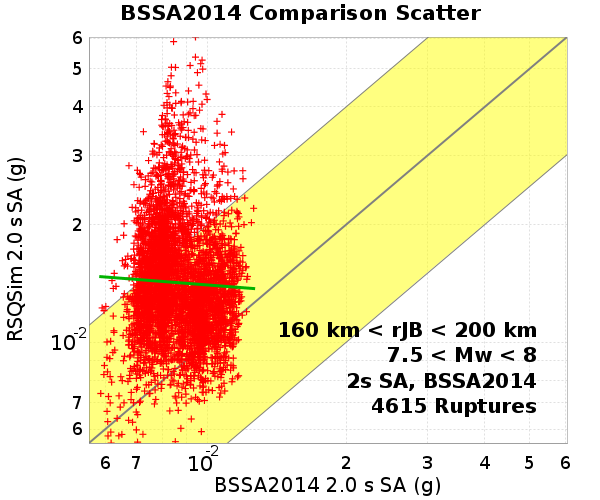 BSSA2014 Comparison Scatter
RSQSim 2.0 s SA (g)
6
5
4
3
2
10^-2
7
6
160 km < rJB < 200 km
7.5 < Mw < 8
2s SA, BSSA2014
4615 Ruptures
6 7 10^-2 2 3 4 5 6
BSSA2014 2.0 s SA (g)